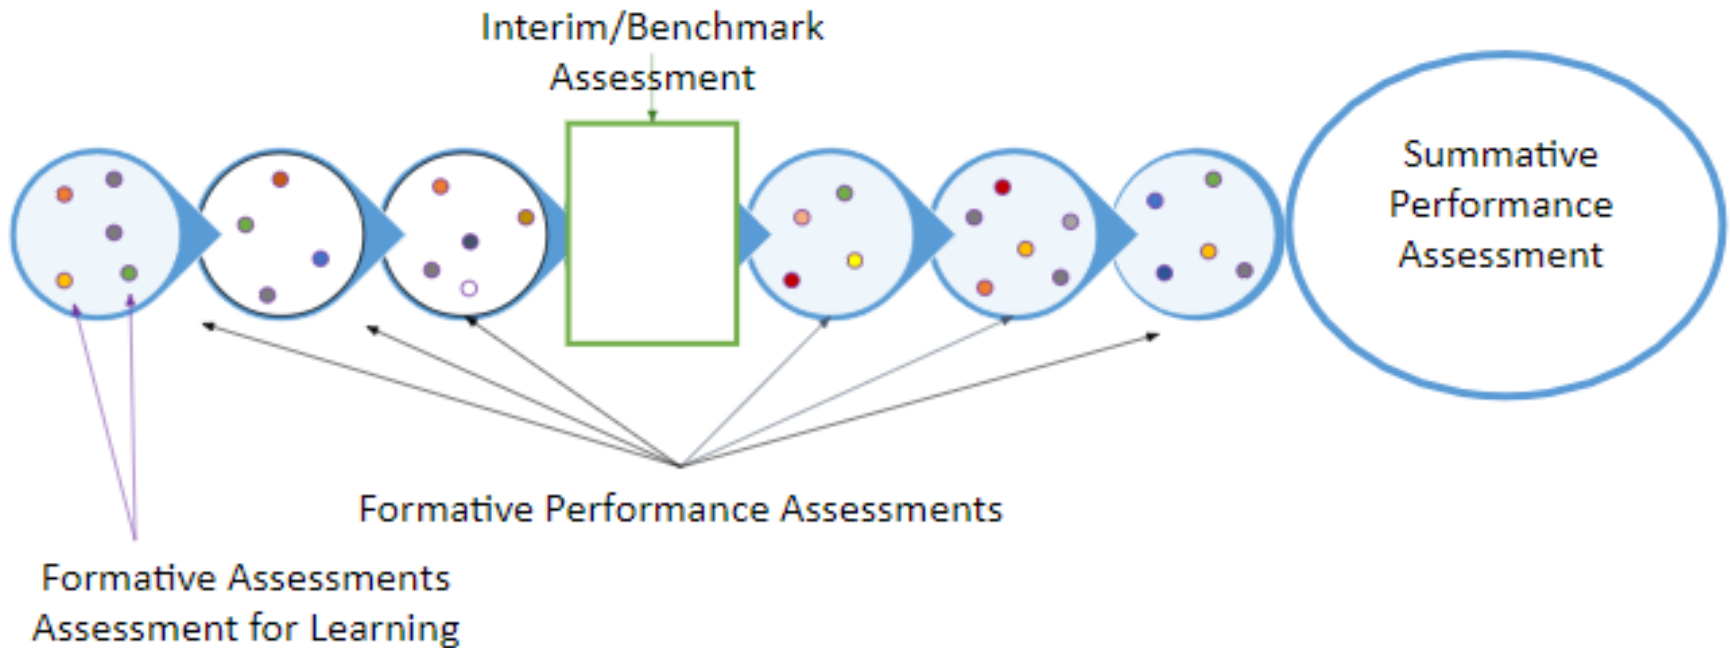 Interim/Benchmark
Assessment
Summative
Performance
Assessment
Formative Performance Assessments
Formative Assessments
Assessment for Learning